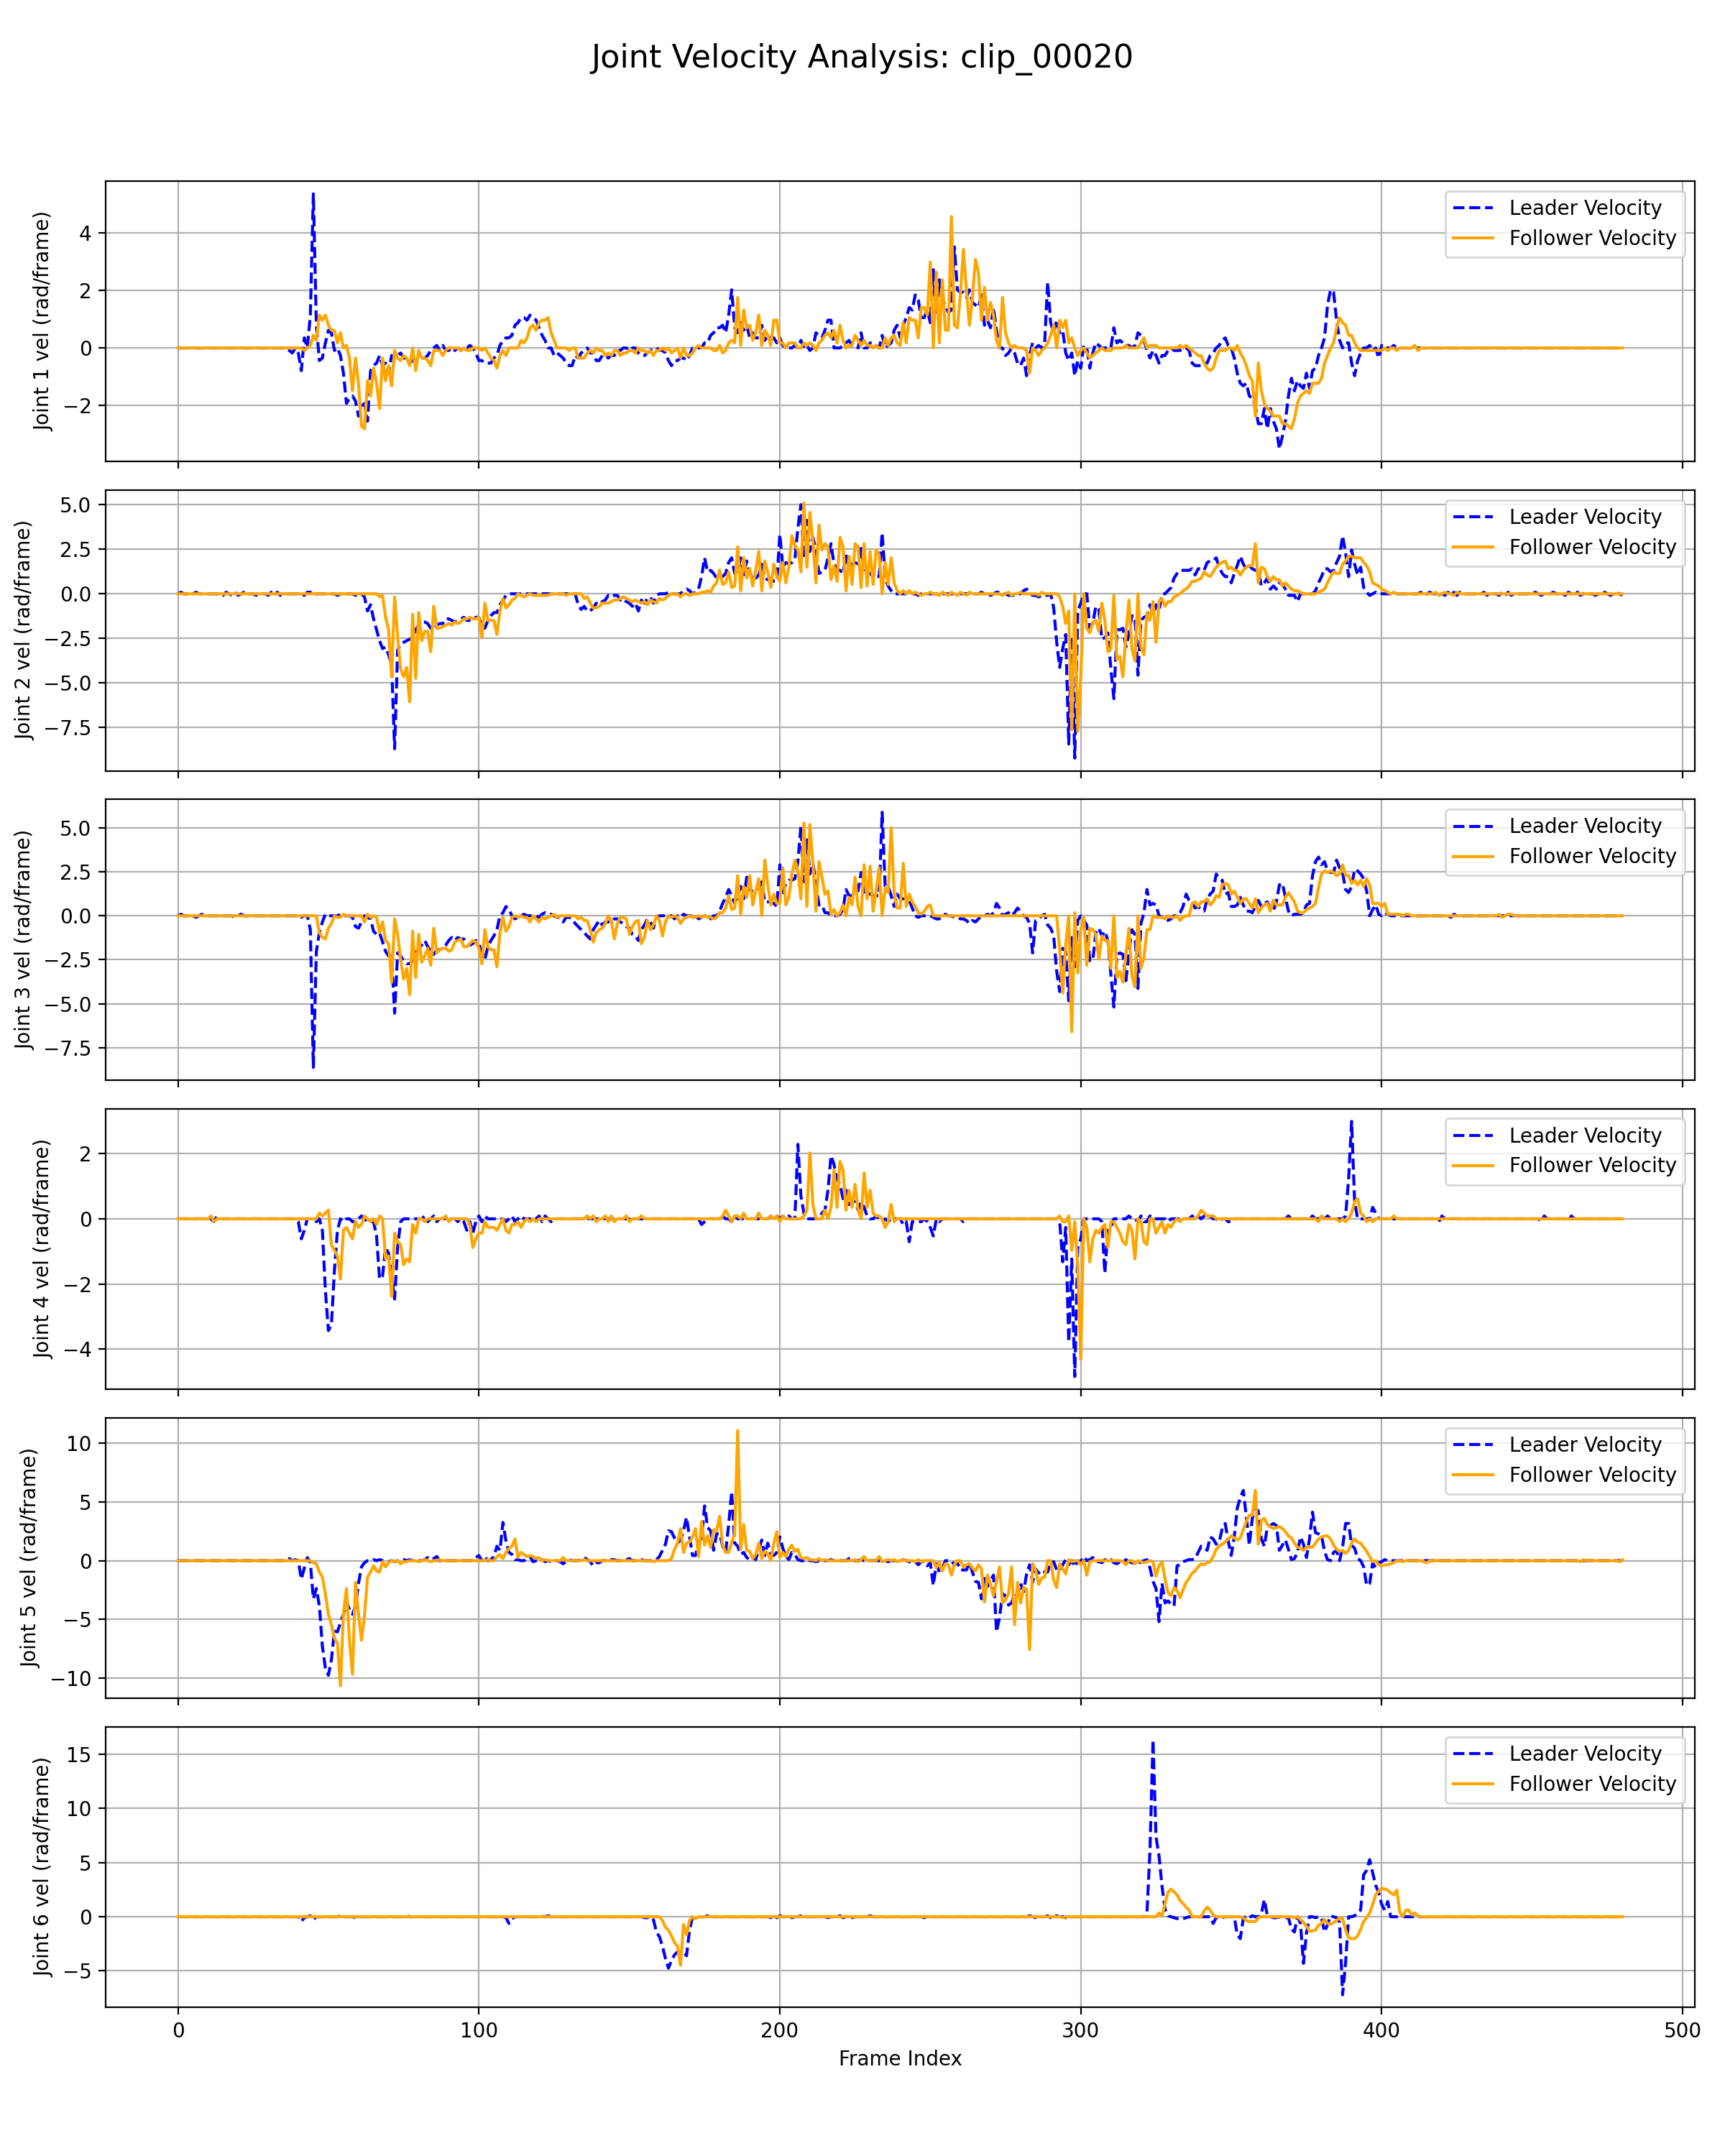 Joint Velocity Analysis: clip_00020
Joint 1 vel (rad/frame)
4
2
0
−2
Leader Velocity
Follower Velocity
Joint 2 vel (rad/frame)
5.0
2.5
0.0
−2.5
−5.0
−7.5
Leader Velocity
Follower Velocity
Joint 3 vel (rad/frame)
5.0
2.5
0.0
−2.5
−5.0
−7.5
Leader Velocity
Follower Velocity
Joint 4 vel (rad/frame)
2
0
−2
−4
Leader Velocity
Follower Velocity
Joint 5 vel (rad/frame)
10
5
0
−5
−10
Leader Velocity
Follower Velocity
Joint 6 vel (rad/frame)
15
10
5
0
−5
Leader Velocity
Follower Velocity
0 100 200 300 400 500
Frame Index